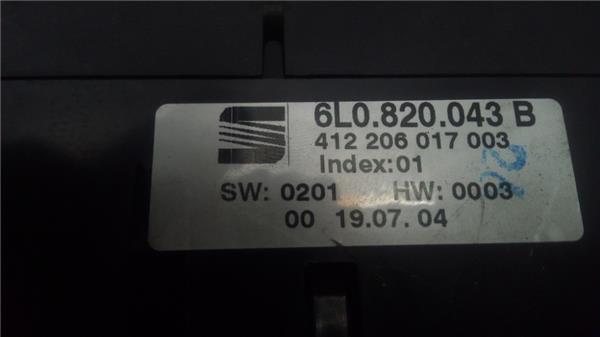 6L0.820.043 B
412 206 017 003
Index:01
SW: 0201 HW: 0003
00 19.07. 04